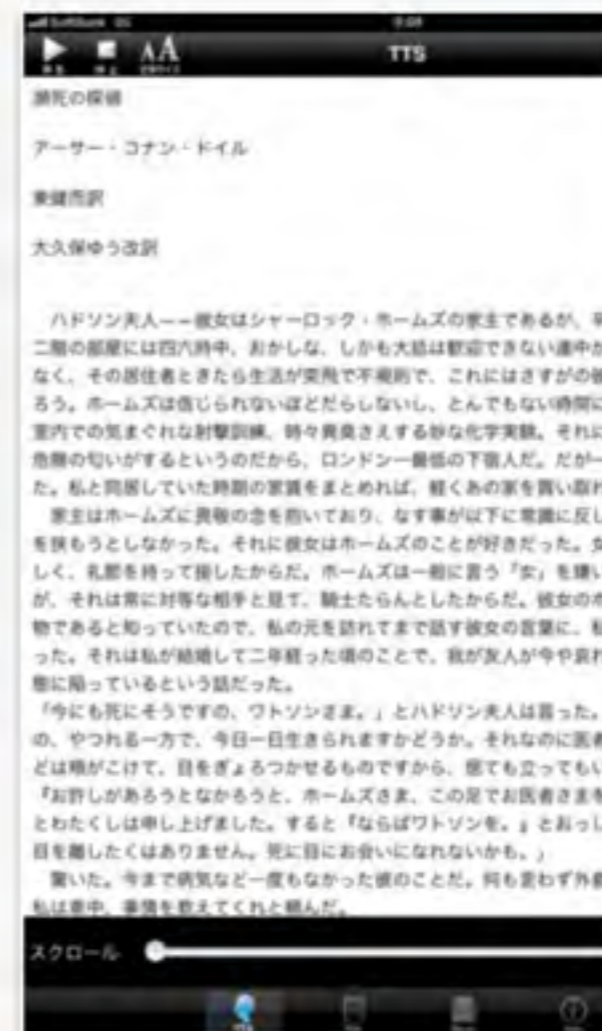 SoftBank 3G
TTS
瀕死の探偵
アーサー・コナン・ドイル
東健而訳
大久保ゆう改訳
ハドソン夫人――彼女はシャーロック・ホームズの家主であるが、
二階の部屋には四六時中、おかしな、しかも大抵は歓迎できない連中が
なく、その居住者ときたら生活が突飛で不規則で、これにはさすがの彼
ろう。ホームズは信じられないほどだらしないし、とんでもない時間に
室内での気まぐれな射撃訓練、時々異臭さえする妙な化学実験。それに
危険の匂いがするというのだから、ロンドン一最低の下宿人だ。だが一
た。私と同居していた時期の家賃をまとめれば、軽くあの家を買い取れ
家主はホームズに畏敬の念を抱いており、なす事が以下に常識に反し
を挟もうとしなかった。それに彼女はホームズのことが好きだった。女
しく、礼節を持って接したからだ。ホームズは一般に言う「女」を嫌い
が、それは常に対等な相手と見て、騎士たらんとしたからだ。彼女のホ
物であると知っていたので、私の元を訪れてまで話す彼女の言葉に、私
った。それは私が結婚して二年経った頃のことで、我が友人が今や哀れ
態に陥っているという話だった。
「今にも死にそうですの、ワトソンさま。」とハドソン夫人は言った。
の、やつれる一方で、今日一日生きられますかどうか。それなのに医者
どは頬がこけて、目をぎょろつかせるものですから、居ても立ってもい
『お許しがあろうとなかろうと、ホームズさま、この足でお医者さまを
とわたくしは申し上げました。すると『ならばワトソンを。』とおっし
目を離したくはありません。死に目にお会いになれないかも。」
驚いた。今まで病気など一度もなかった彼のことだ。何も言わず外套
私は車中、事情を教えてくれと頼んだ。
スクロール